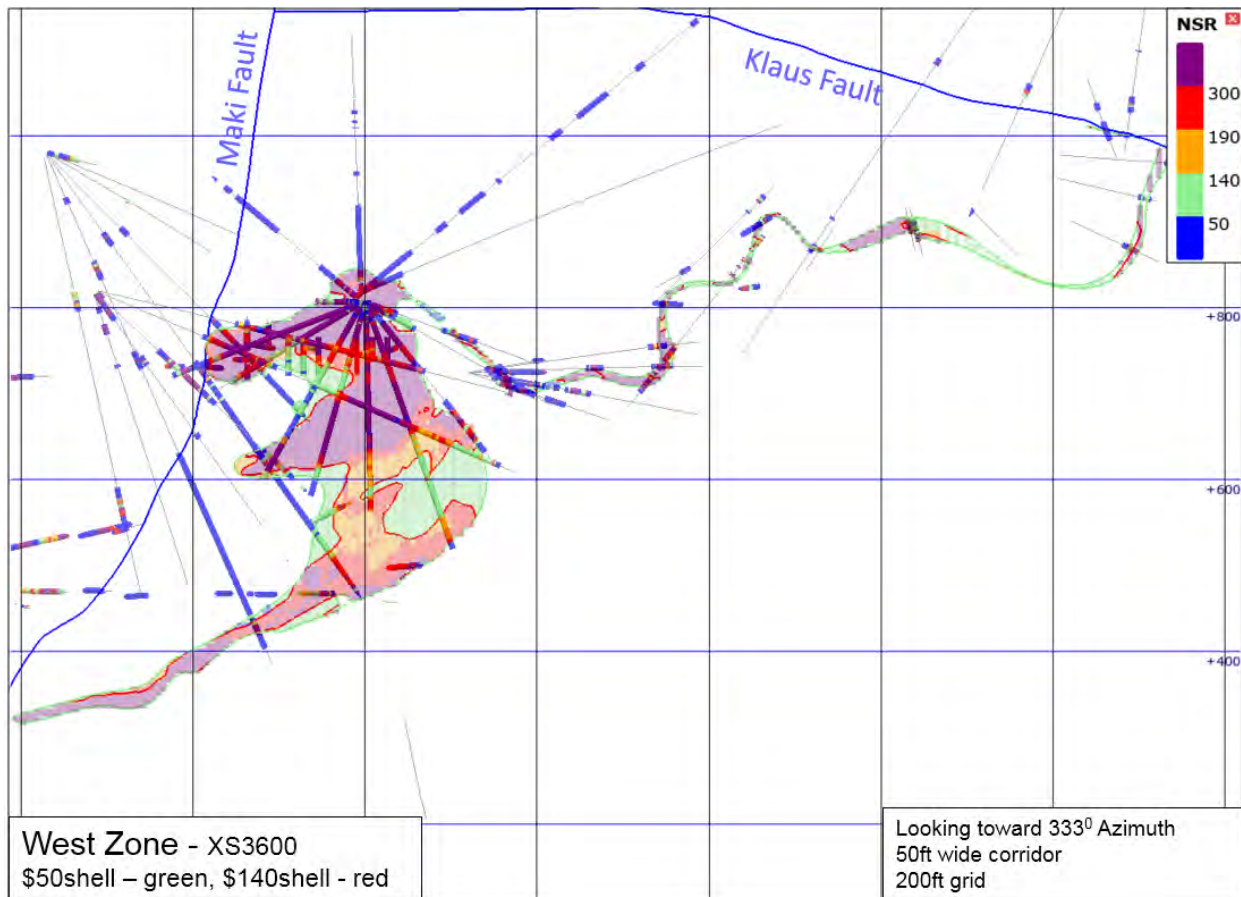 Maki Fault
Klaus Fault
NSR
300
190
140
50
+800
+600
+400
West Zone - XS3600
$50shell – green, $140shell - red
Looking toward 333⁰ Azimuth
50ft wide corridor
200ft grid